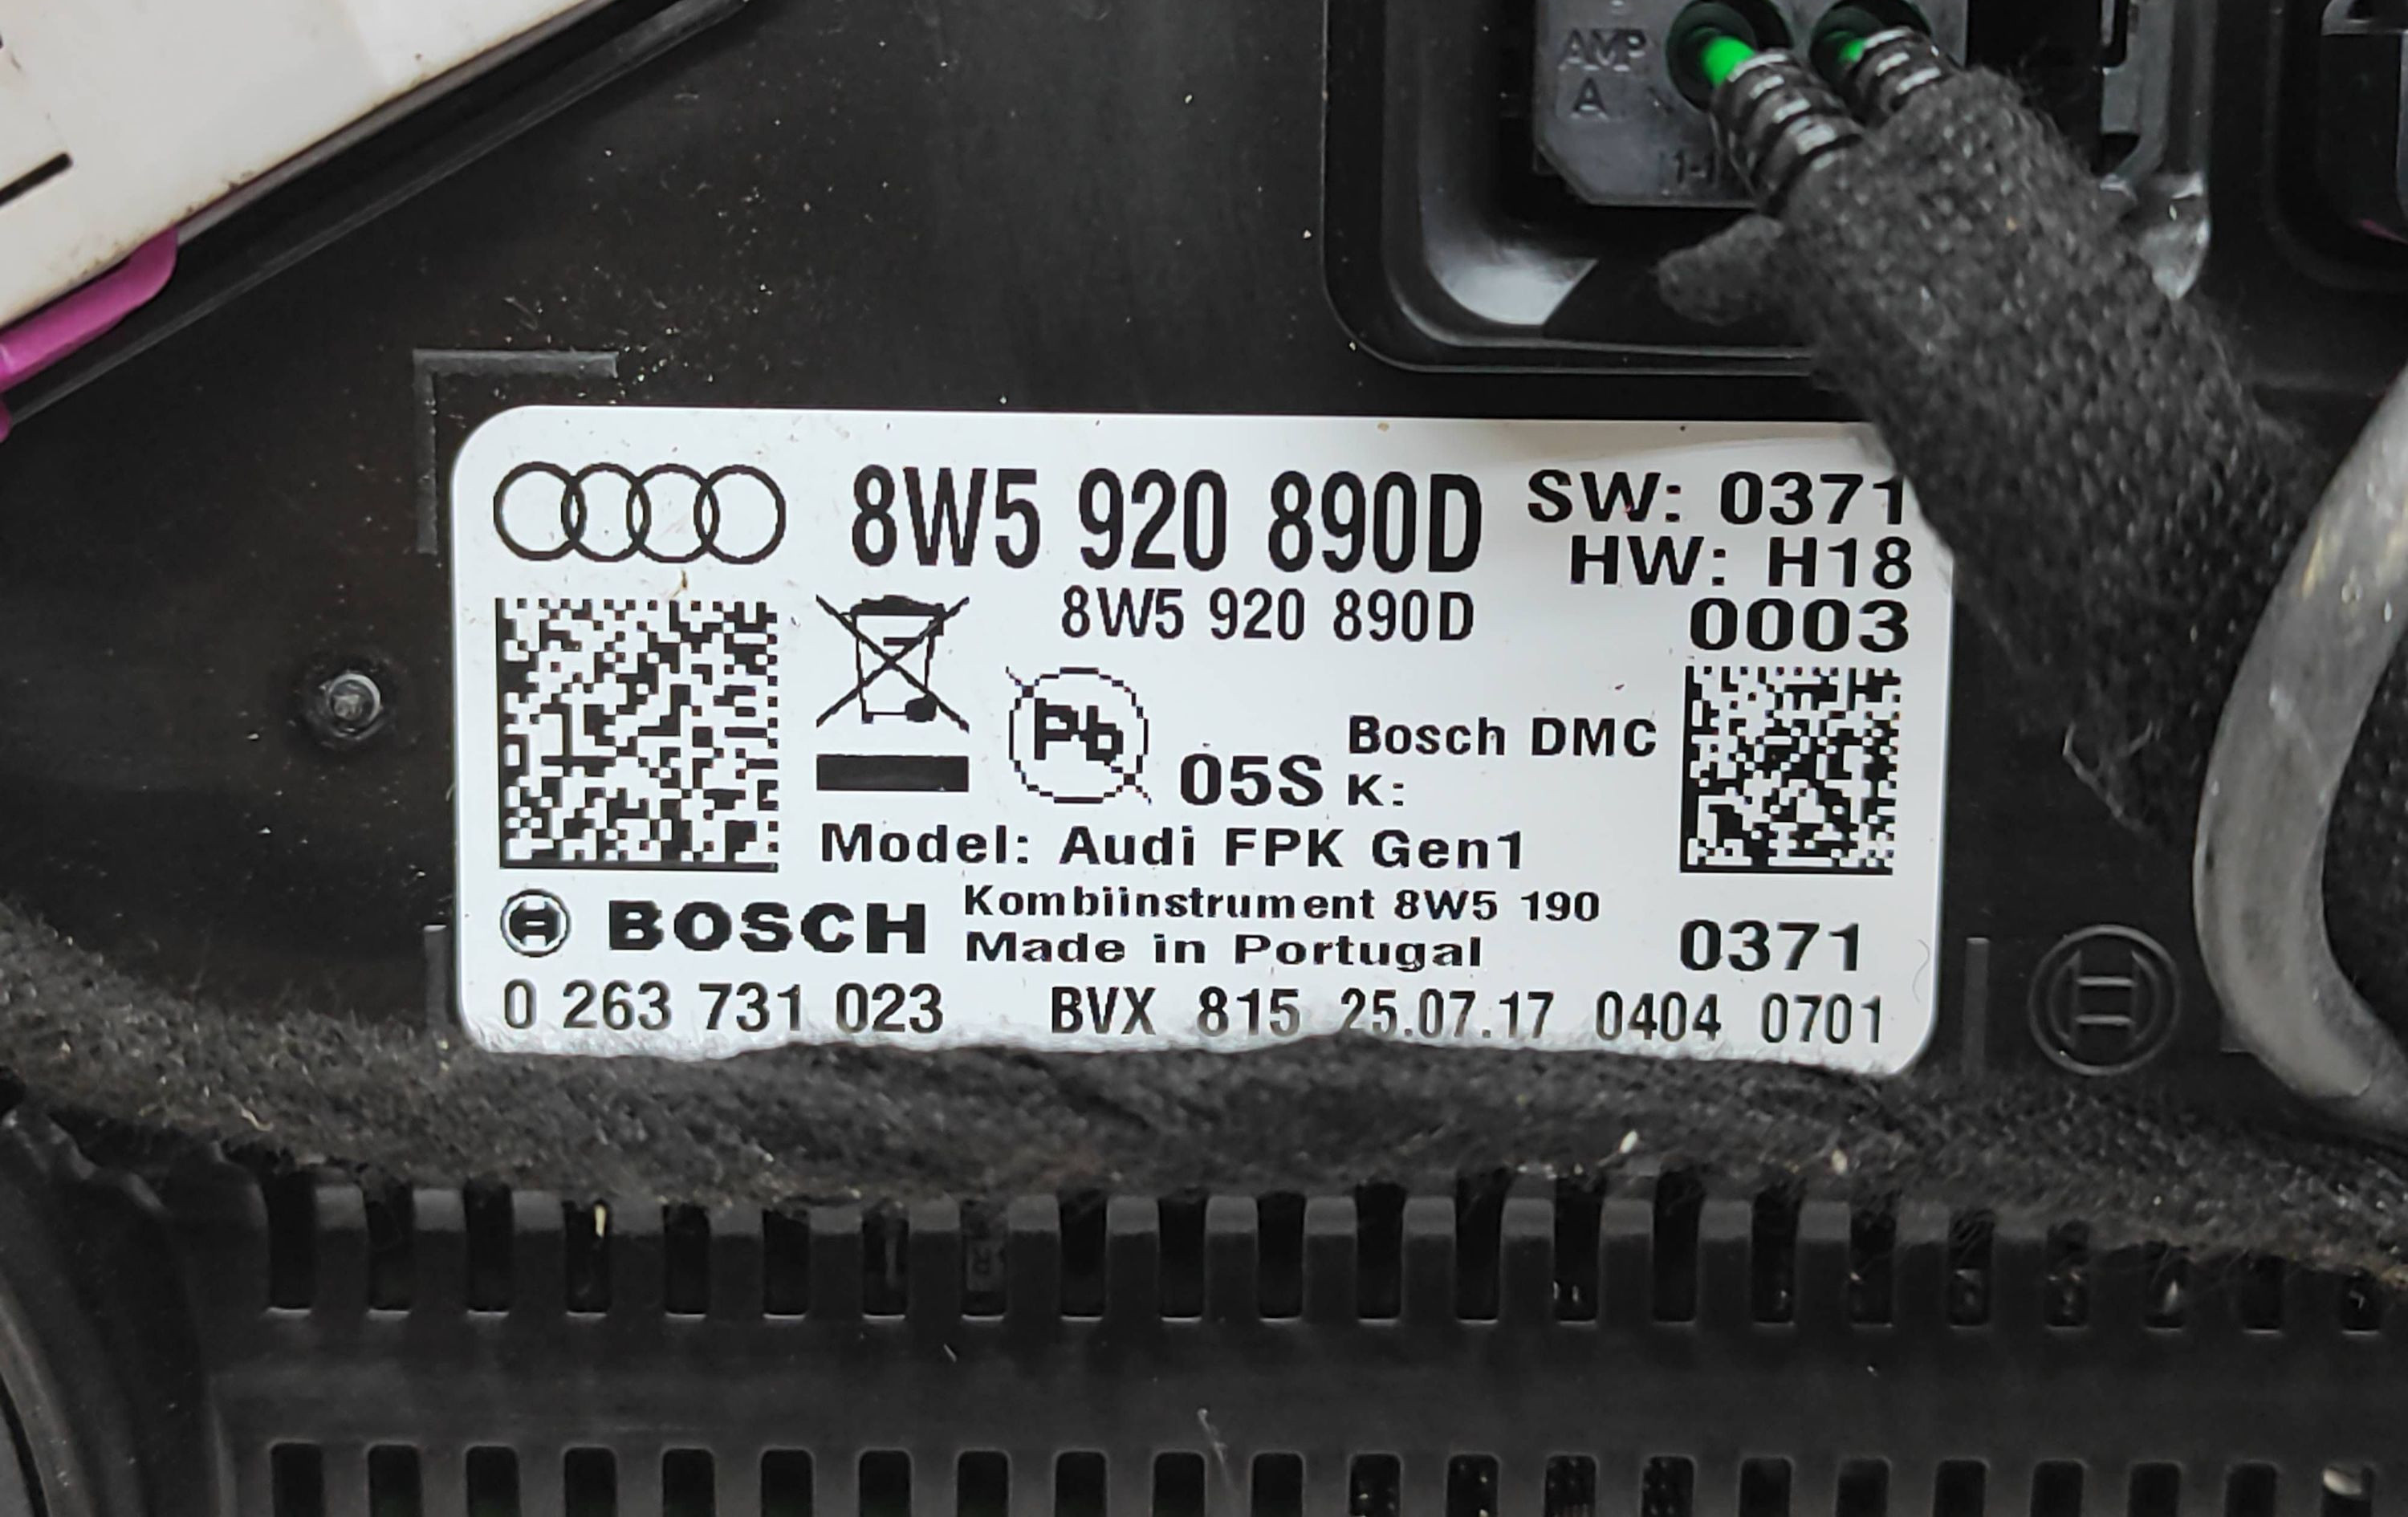 AMP
A
8W5 920 890D
SW: 0371
HW: H18
8W5 920 890D
0003
Pb
05S
Bosch DMC
K:
Model: Audi FPK Gen1
BOSCH
Kombiinstrument 8W5 190
Made in Portugal
0371
0 263 731 023 BVX 815 25.07.17 0404 0701